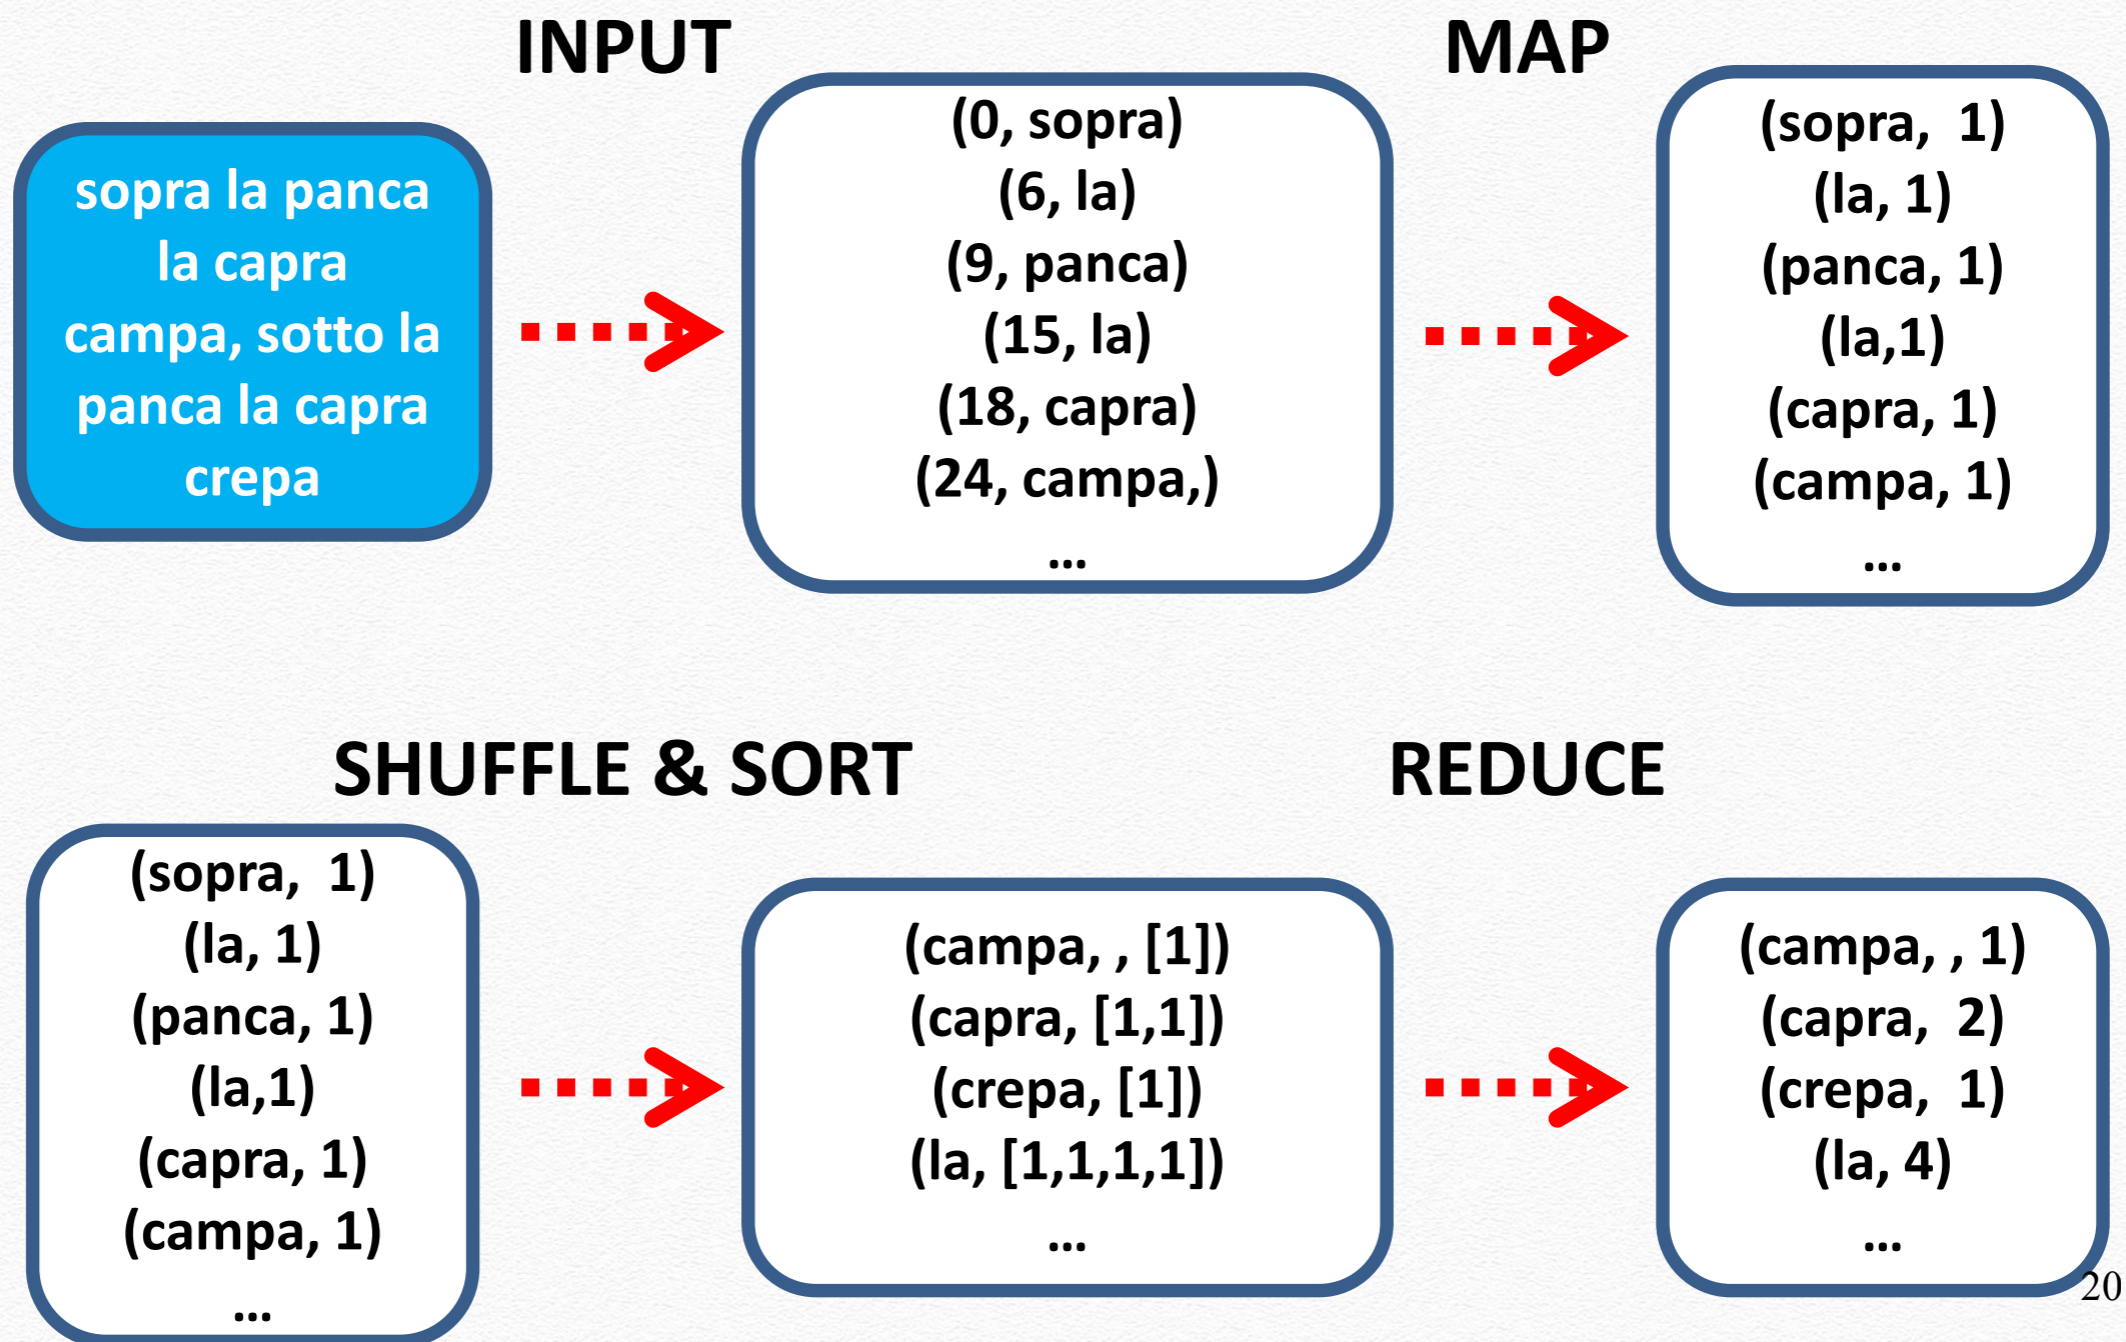 INPUT
MAP
sopra la panca
la capra
campa, sotto la
panca la capra
crepa
(0, sopra)
(6, la)
(9, panca)
(15, la)
(18, capra)
(24, campa,)
...
(sopra,  1)
(la, 1)
(panca, 1)
(la,1)
(capra, 1)
(campa, 1)
...
SHUFFLE & SORT
REDUCE
(sopra,  1)
(la, 1)
(panca, 1)
(la,1)
(capra, 1)
(campa, 1)
...
(campa, , [1])
(capra, [1,1])
(crepa, [1])
(la, [1,1,1,1])
...
(campa, , 1)
(capra,  2)
(crepa,  1)
(la, 4)
...
20